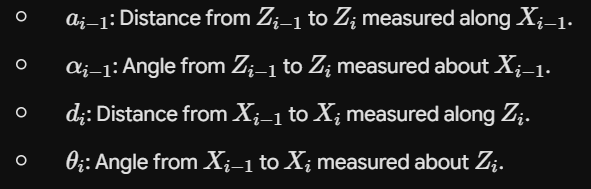 ○ a_{i−1}: Distance from Z_{i−1} to Z_i measured along X_{i−1}.
○ α_{i−1}: Angle from Z_{i−1} to Z_i measured about X_{i−1}.
○ d_i: Distance from X_{i−1} to X_i measured along Z_i.
○ θ_i: Angle from X_{i−1} to X_i measured about Z_i.